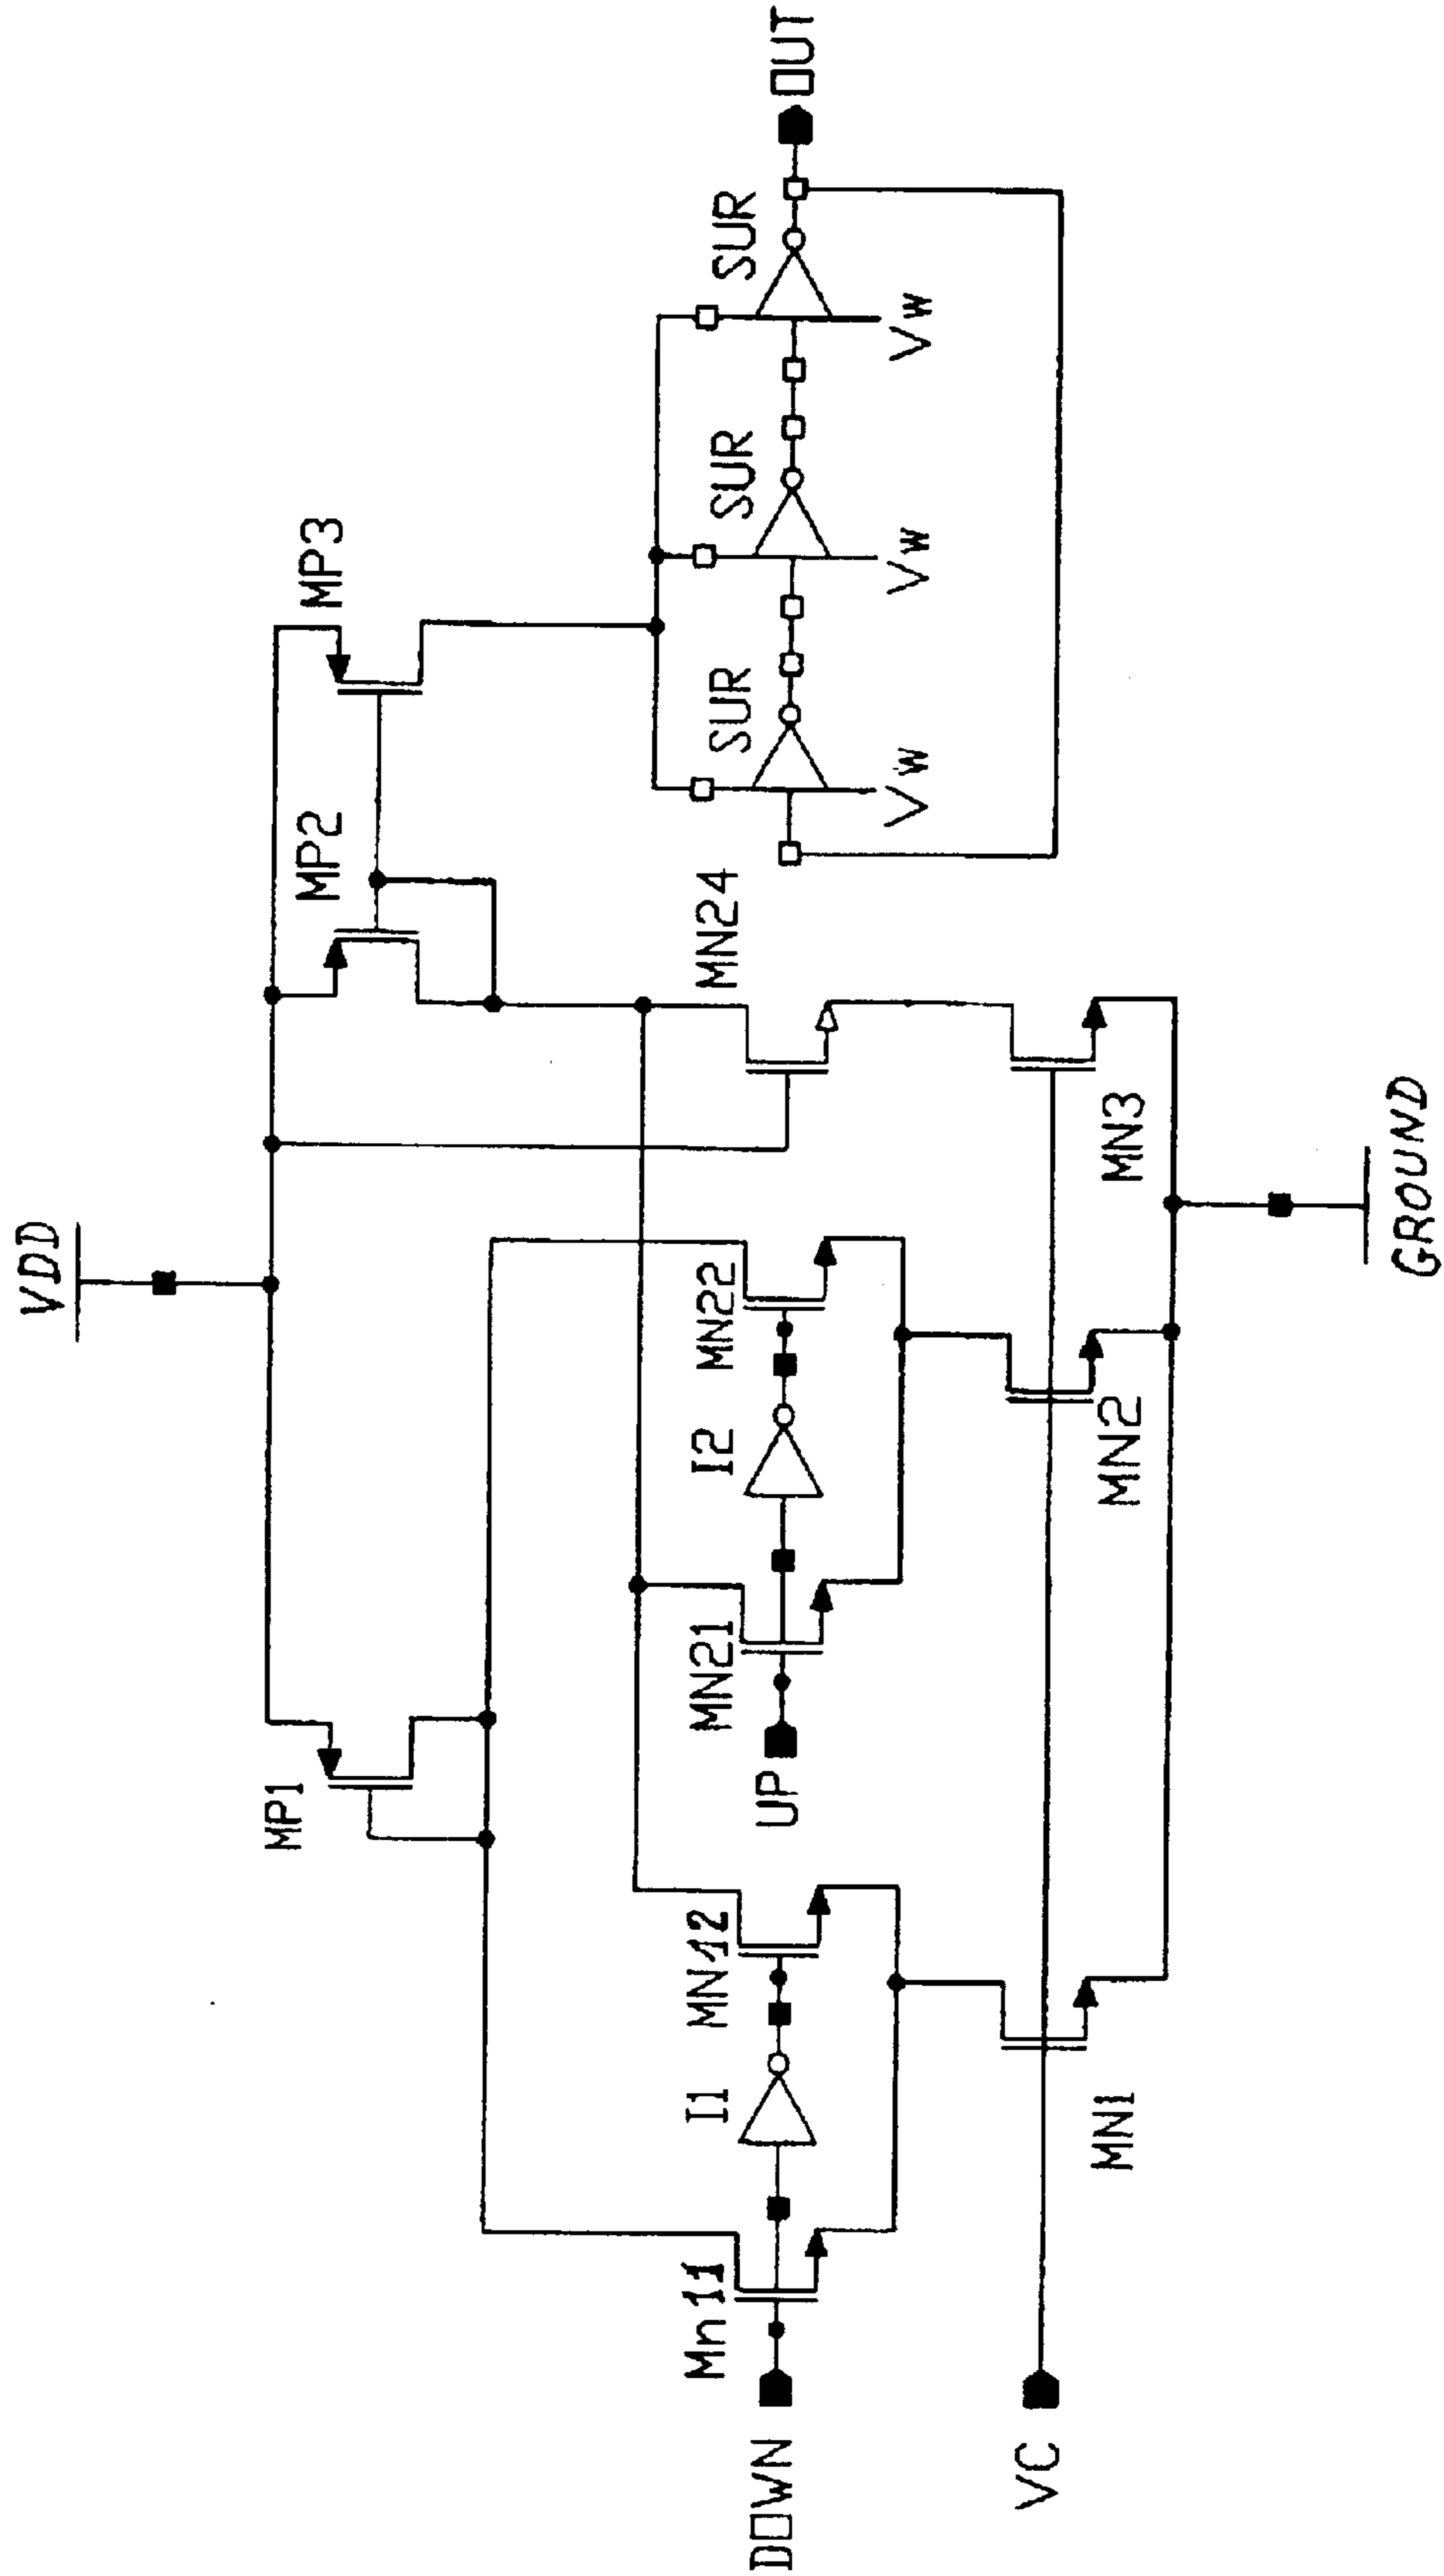 VDD
MP1
MP2
MP3
Mn11
I1
MN12
MN21
I2
MN22
MN24
SUR
SUR
SUR
DOWN
UP
OUT
Vw
Vw
Vw
VC
MN1
MN2
MN3
GROUND